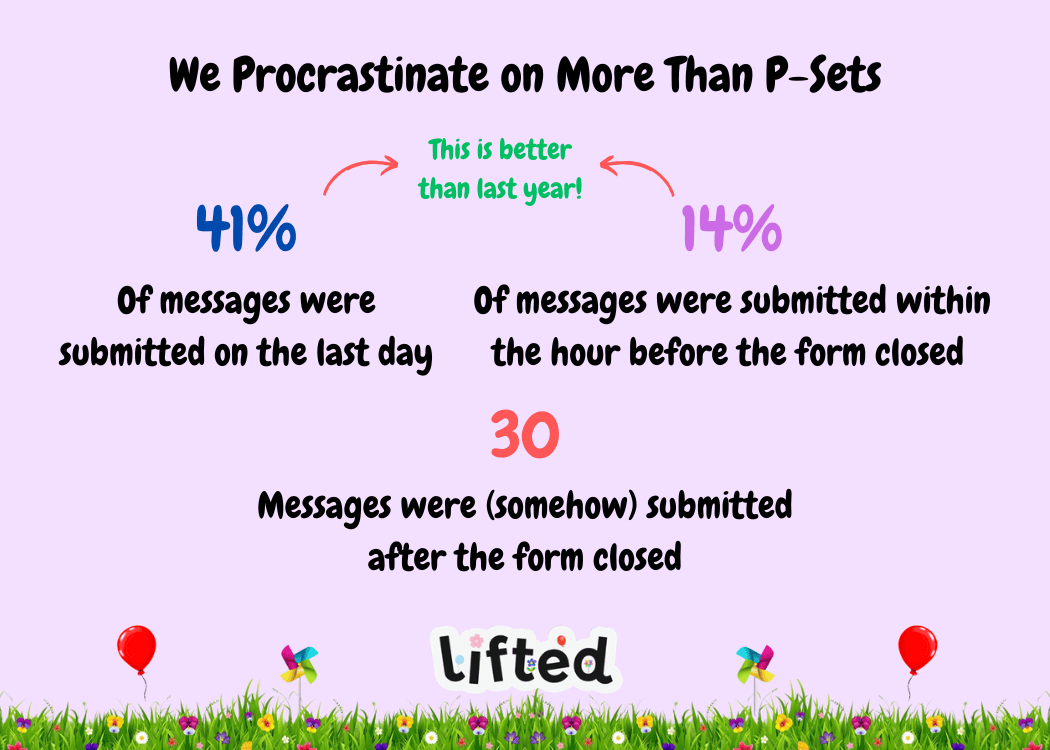 We Procrastinate on More Than P-Sets
This is better
than last year!
41%
Of messages were
submitted on the last day
14%
Of messages were submitted within
the hour before the form closed
30
Messages were (somehow) submitted
after the form closed
lifted